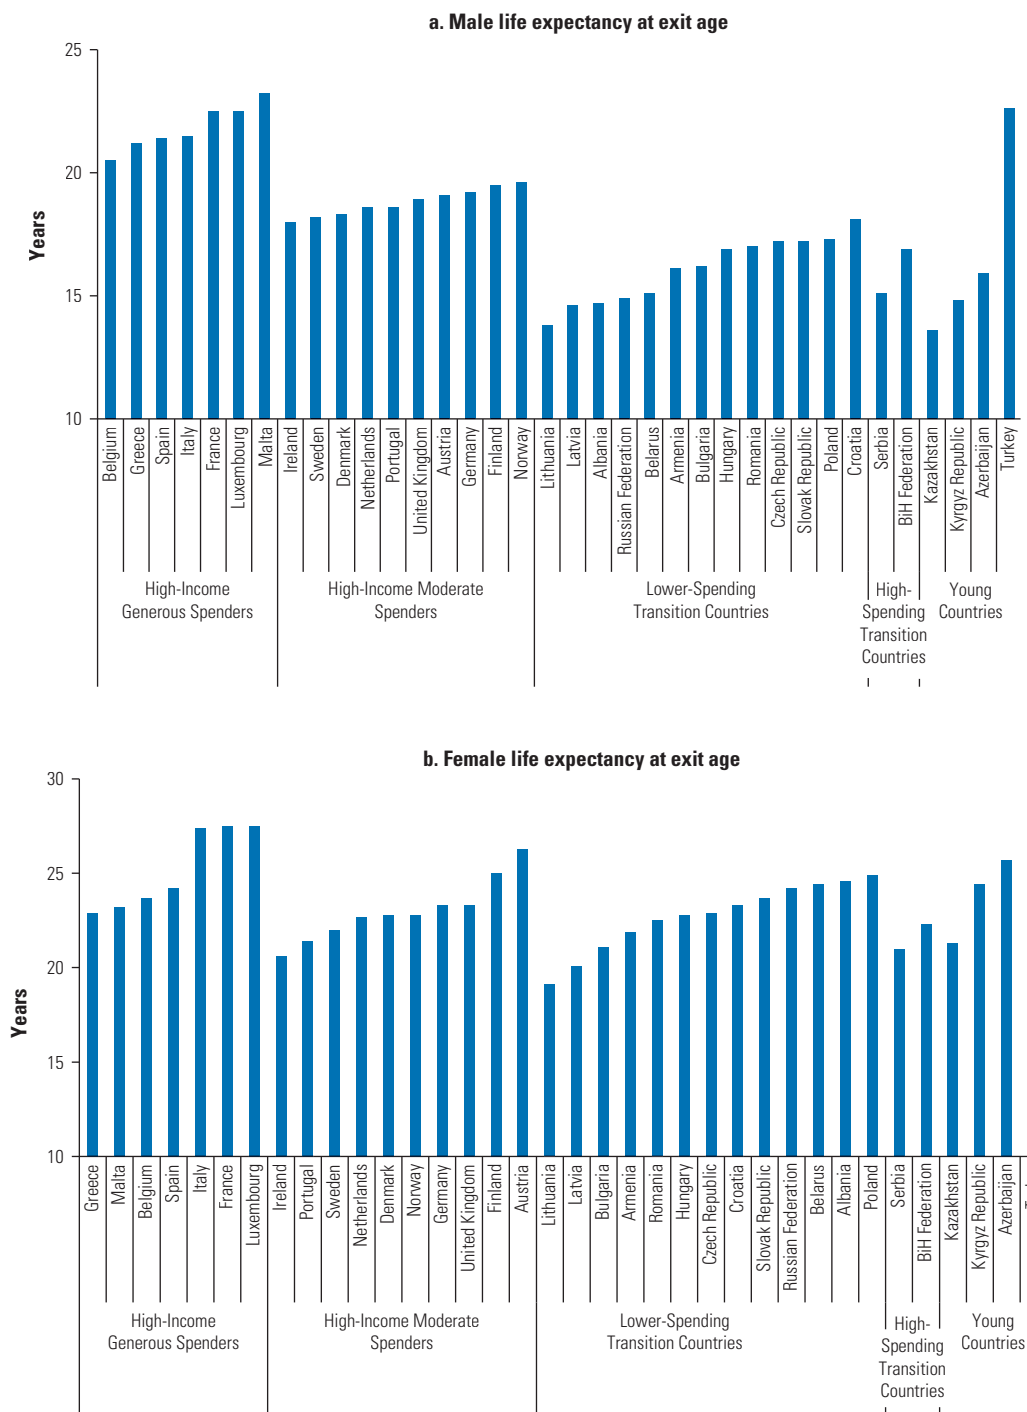 a. Male life expectancy at exit age
25
20
15
10
Years
Belgium
Greece
Spain
Italy
France
Luxembourg
Malta
Ireland
Sweden
Denmark
Netherlands
Portugal
United Kingdom
Austria
Germany
Finland
Norway
Lithuania
Latvia
Albania
Russian Federation
Belarus
Armenia
Bulgaria
Hungary
Romania
Czech Republic
Slovak Republic
Poland
Croatia
Serbia
BiH Federation
Kazakhstan
Kyrgyz Republic
Azerbaijan
Turkey
High-Income
Generous Spenders
High-Income Moderate
Spenders
Lower-Spending
Transition Countries
High-
Spending
Transition
Countries
Young
Countries
b. Female life expectancy at exit age
30
25
20
15
10
Years
Greece
Malta
Belgium
Spain
Italy
France
Luxembourg
Ireland
Portugal
Sweden
Netherlands
Denmark
Norway
Germany
United Kingdom
Finland
Austria
Lithuania
Latvia
Bulgaria
Armenia
Romania
Hungary
Czech Republic
Croatia
Slovak Republic
Russian Federation
Belarus
Albania
Poland
Serbia
BiH Federation
Kazakhstan
Kyrgyz Republic
Azerbaijan
High-Income
Generous Spenders
High-Income Moderate
Spenders
Lower-Spending
Transition Countries
High-
Spending
Transition
Countries
Young
Countries